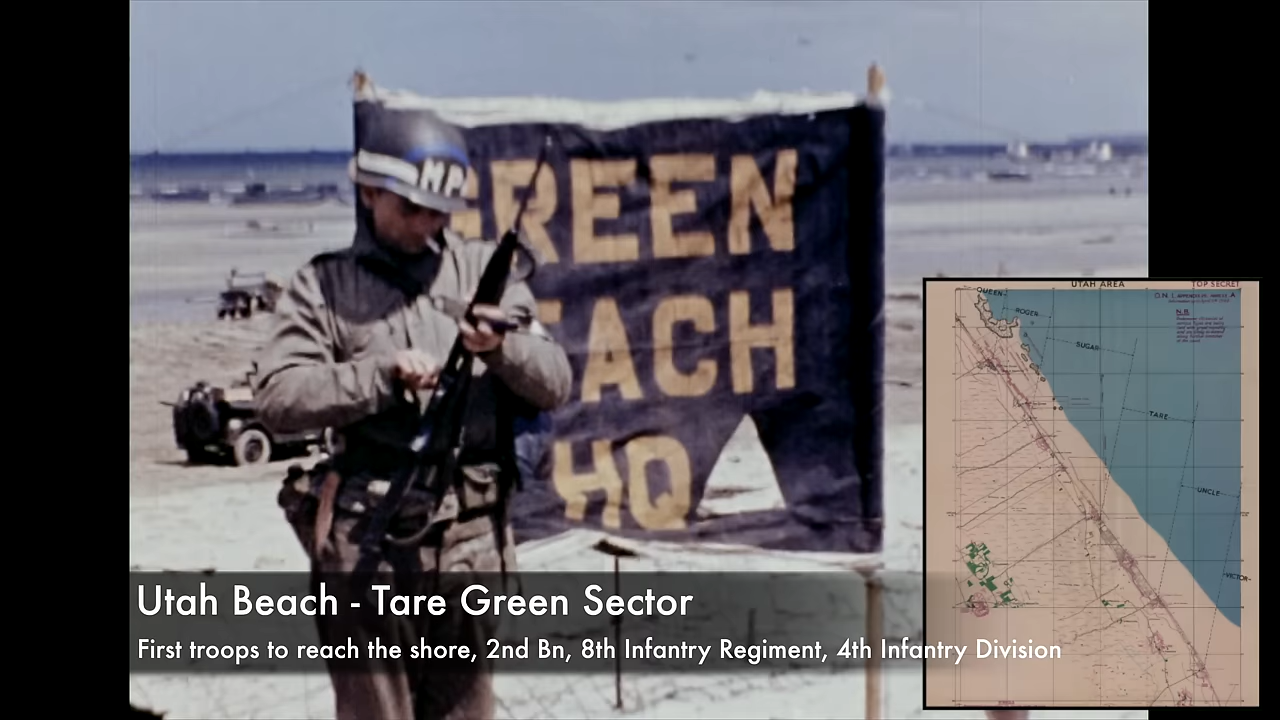 MP
GREEN
BEACH
HQ
UTAH AREA
TOP SECRET
QUEEN
ROGER
N.B.
SUGAR
TARE
UNCLE
VICTOR
Utah Beach - Tare Green Sector
First troops to reach the shore, 2nd Bn, 8th Infantry Regiment, 4th Infantry Division